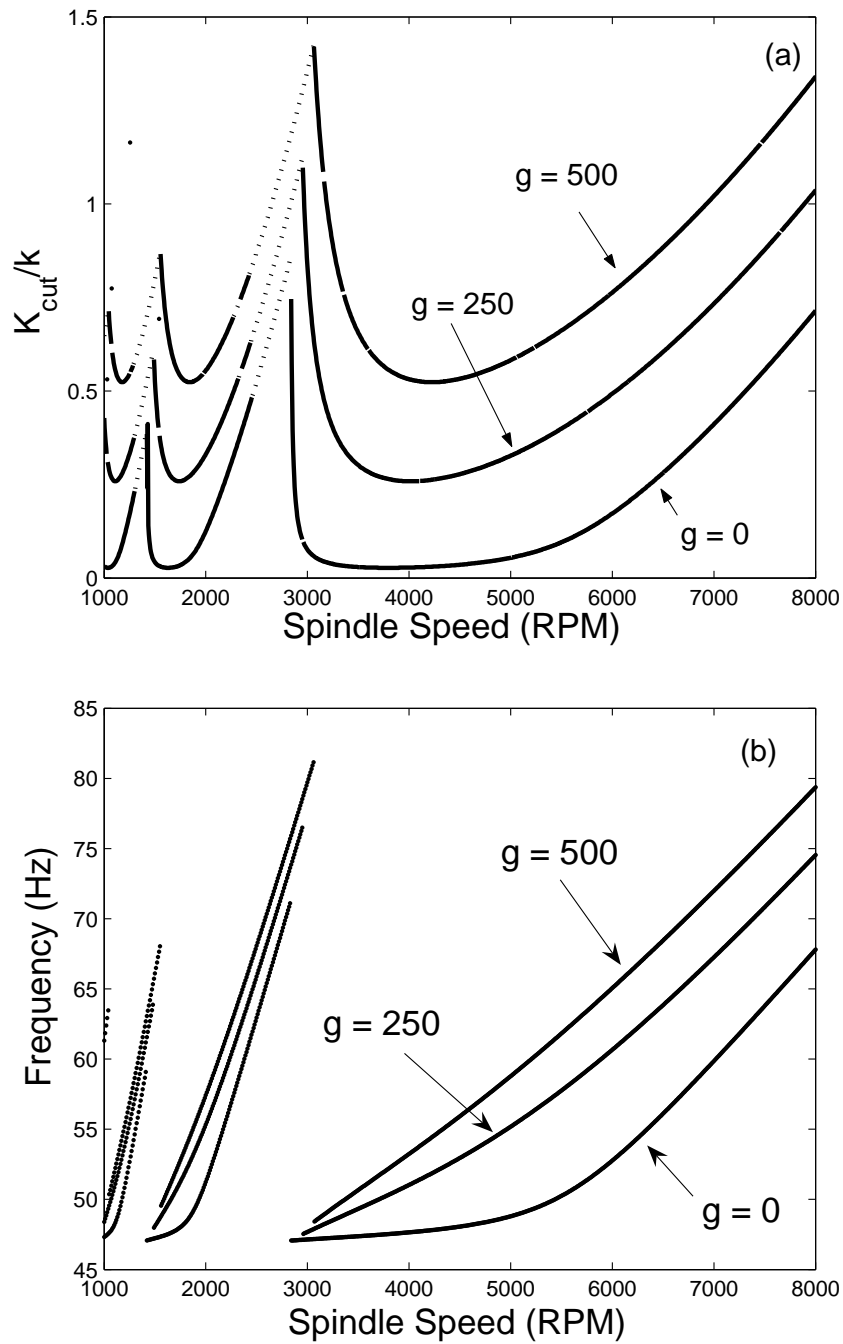 1.5
(a)
g = 500
1
K_cut/k
g = 250
0.5
g = 0
0
1000 2000 3000 4000 5000 6000 7000 8000
Spindle Speed (RPM)
85
(b)
80
g = 500
75
70
Frequency (Hz)
65
g = 250
60
55
50
g = 0
45
1000 2000 3000 4000 5000 6000 7000 8000
Spindle Speed (RPM)